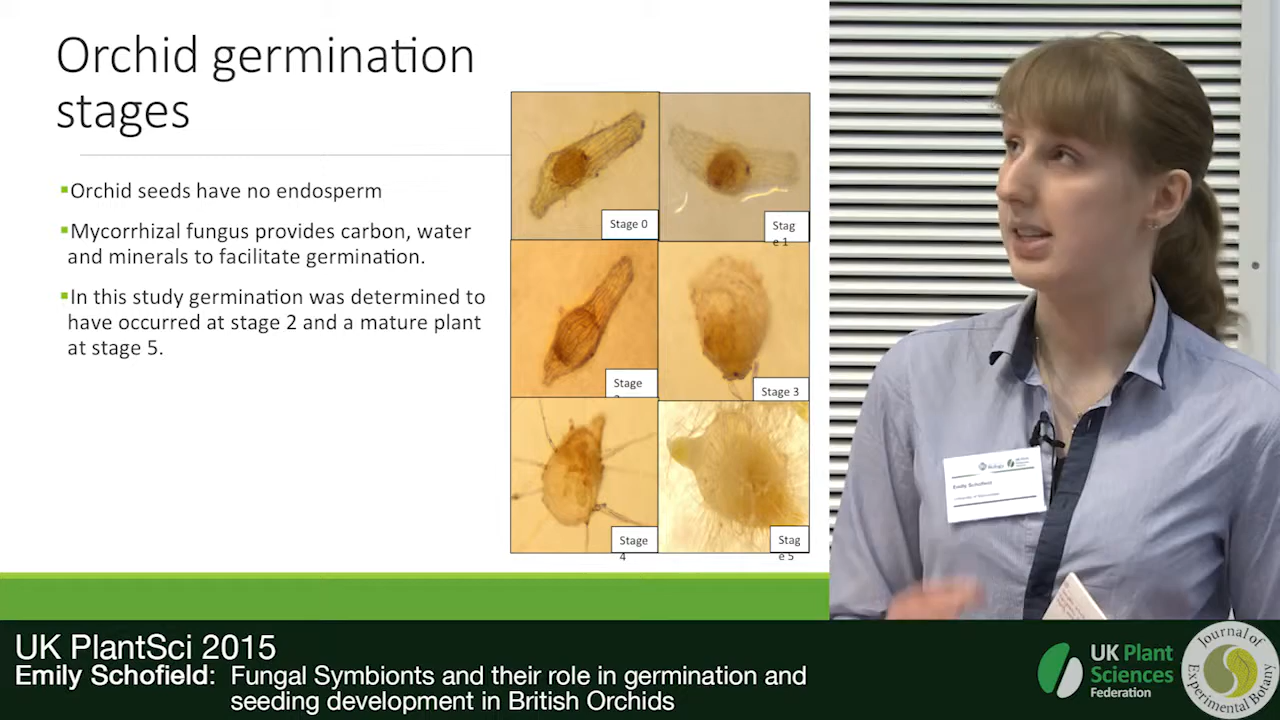 Orchid germination
stages
▪Orchid seeds have no endosperm
▪Mycorrhizal fungus provides carbon, water
and minerals to facilitate germination.
▪In this study germination was determined to
have occurred at stage 2 and a mature plant
at stage 5.
Stage 0
Stag
e 1
Stage
Stage 3
Stage
4
Stag
e 5
Emily Schofield
UK PlantSci 2015
Emily Schofield: Fungal Symbionts and their role in germination and
seeding development in British Orchids
UK Plant
Sciences
Federation
Journal of
Experimental Botany